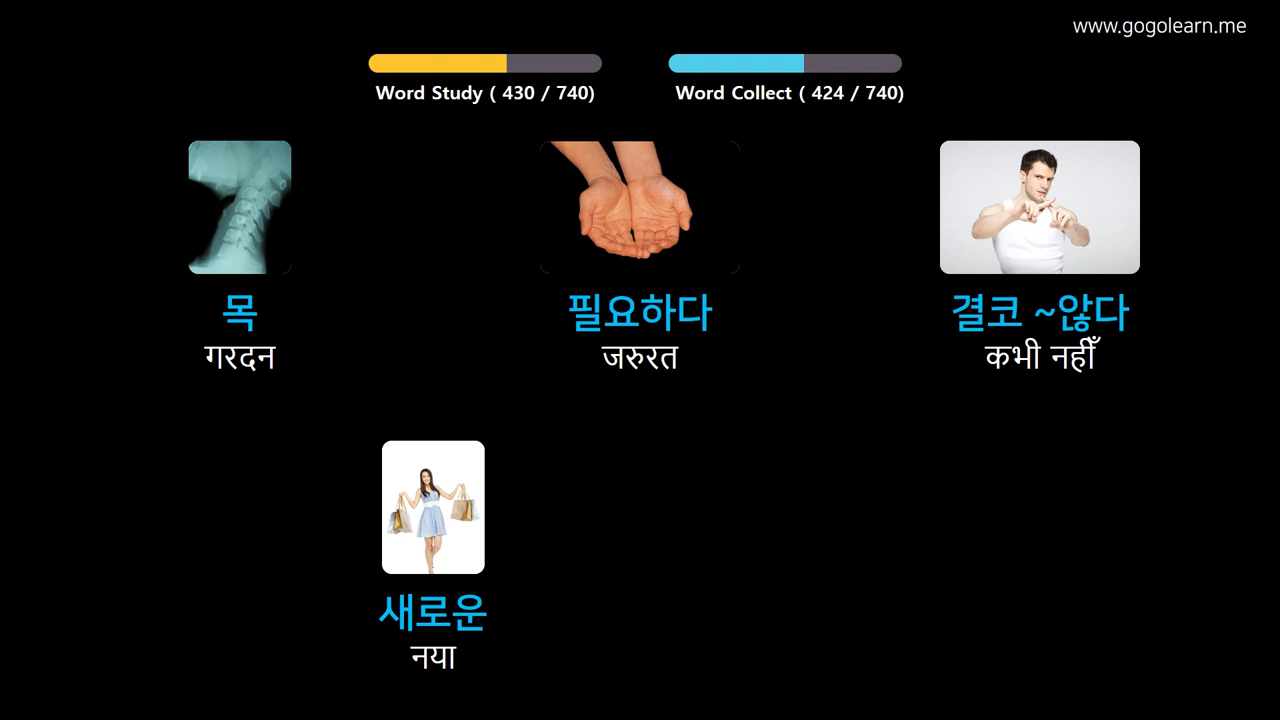 www.gogolearn.me
Word Study ( 430 / 740)
Word Collect ( 424 / 740)
목
गरदन
필요하다
जरुरत
결코 ~않다
कभी नहीँ
새로운
नया